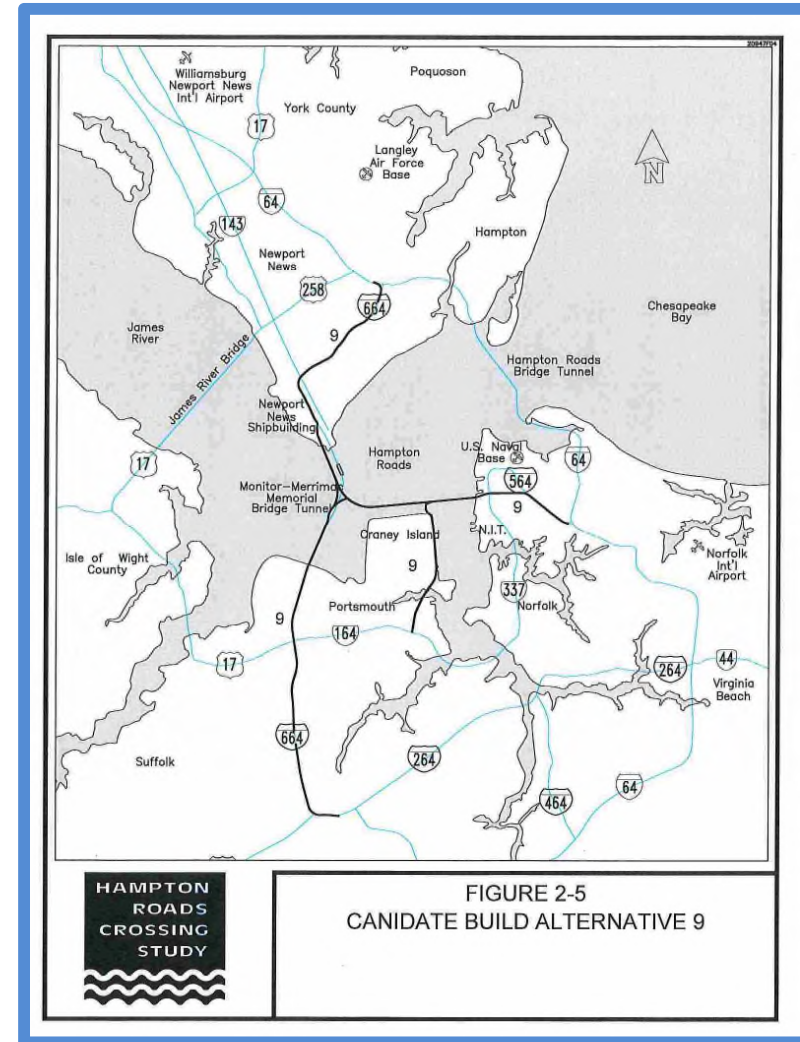 20847F04
Williamsburg
Newport News
Int'l Airport
Poquoson
York County
17
Langley
Air Force
Base
N
64
143
Hampton
Newport
News
258
664
Chesapeake
Bay
James
River
9
James River Bridge
Hampton Roads
Bridge Tunnel
Newport
News
Shipbuilding
Hampton
Roads
U.S. Naval
Base
64
17
564
Monitor-Merrimac
Memorial
Bridge Tunnel
9
N.I.T.
Craney Island
Isle of Wight
County
9
Norfolk
Int'l
Airport
337
Norfolk
Portsmouth
9
164
17
264
44
Virginia
Beach
664
Suffolk
264
64
464
HAMPTON
ROADS
CROSSING
STUDY
FIGURE 2-5
CANIDATE BUILD ALTERNATIVE 9